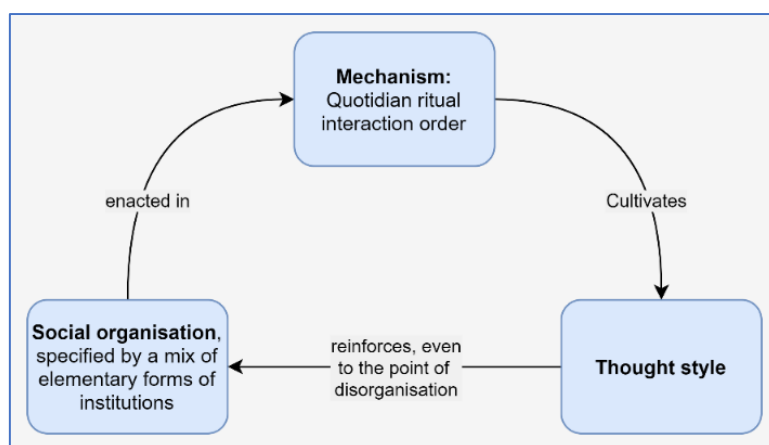 Mechanism:
Quotidian ritual
interaction order
enacted in
Cultivates
Social organisation,
specified by a mix of
elementary forms of
institutions
reinforces, even
to the point of
disorganisation
Thought style